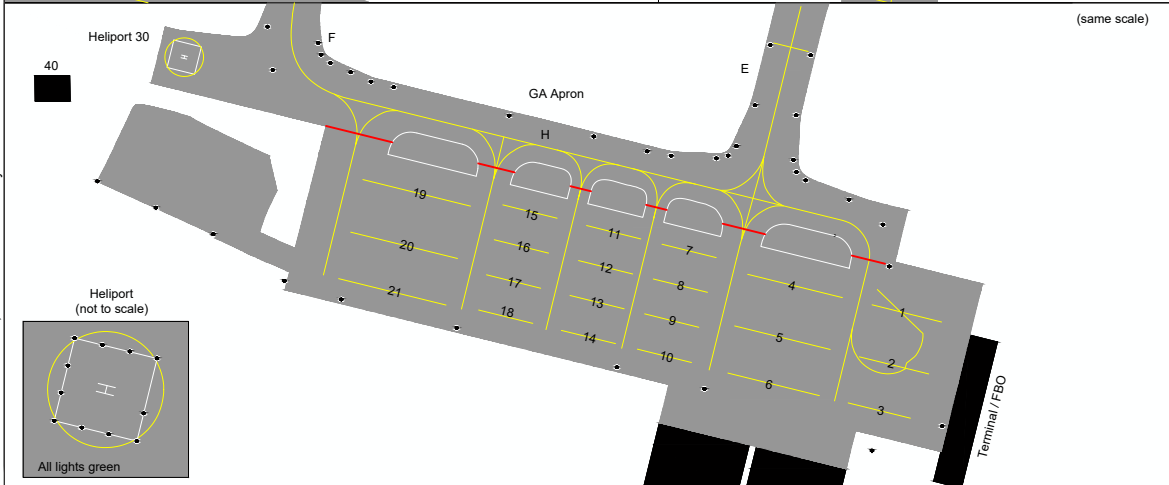 (same scale)
Heliport 30
F
40
E
GA Apron
H
19
15
11
7
20
16
12
8
4
21
17
13
9
5
1
18
14
10
6
2
3
Heliport
(not to scale)
H
H
All lights green
Terminal / FBO